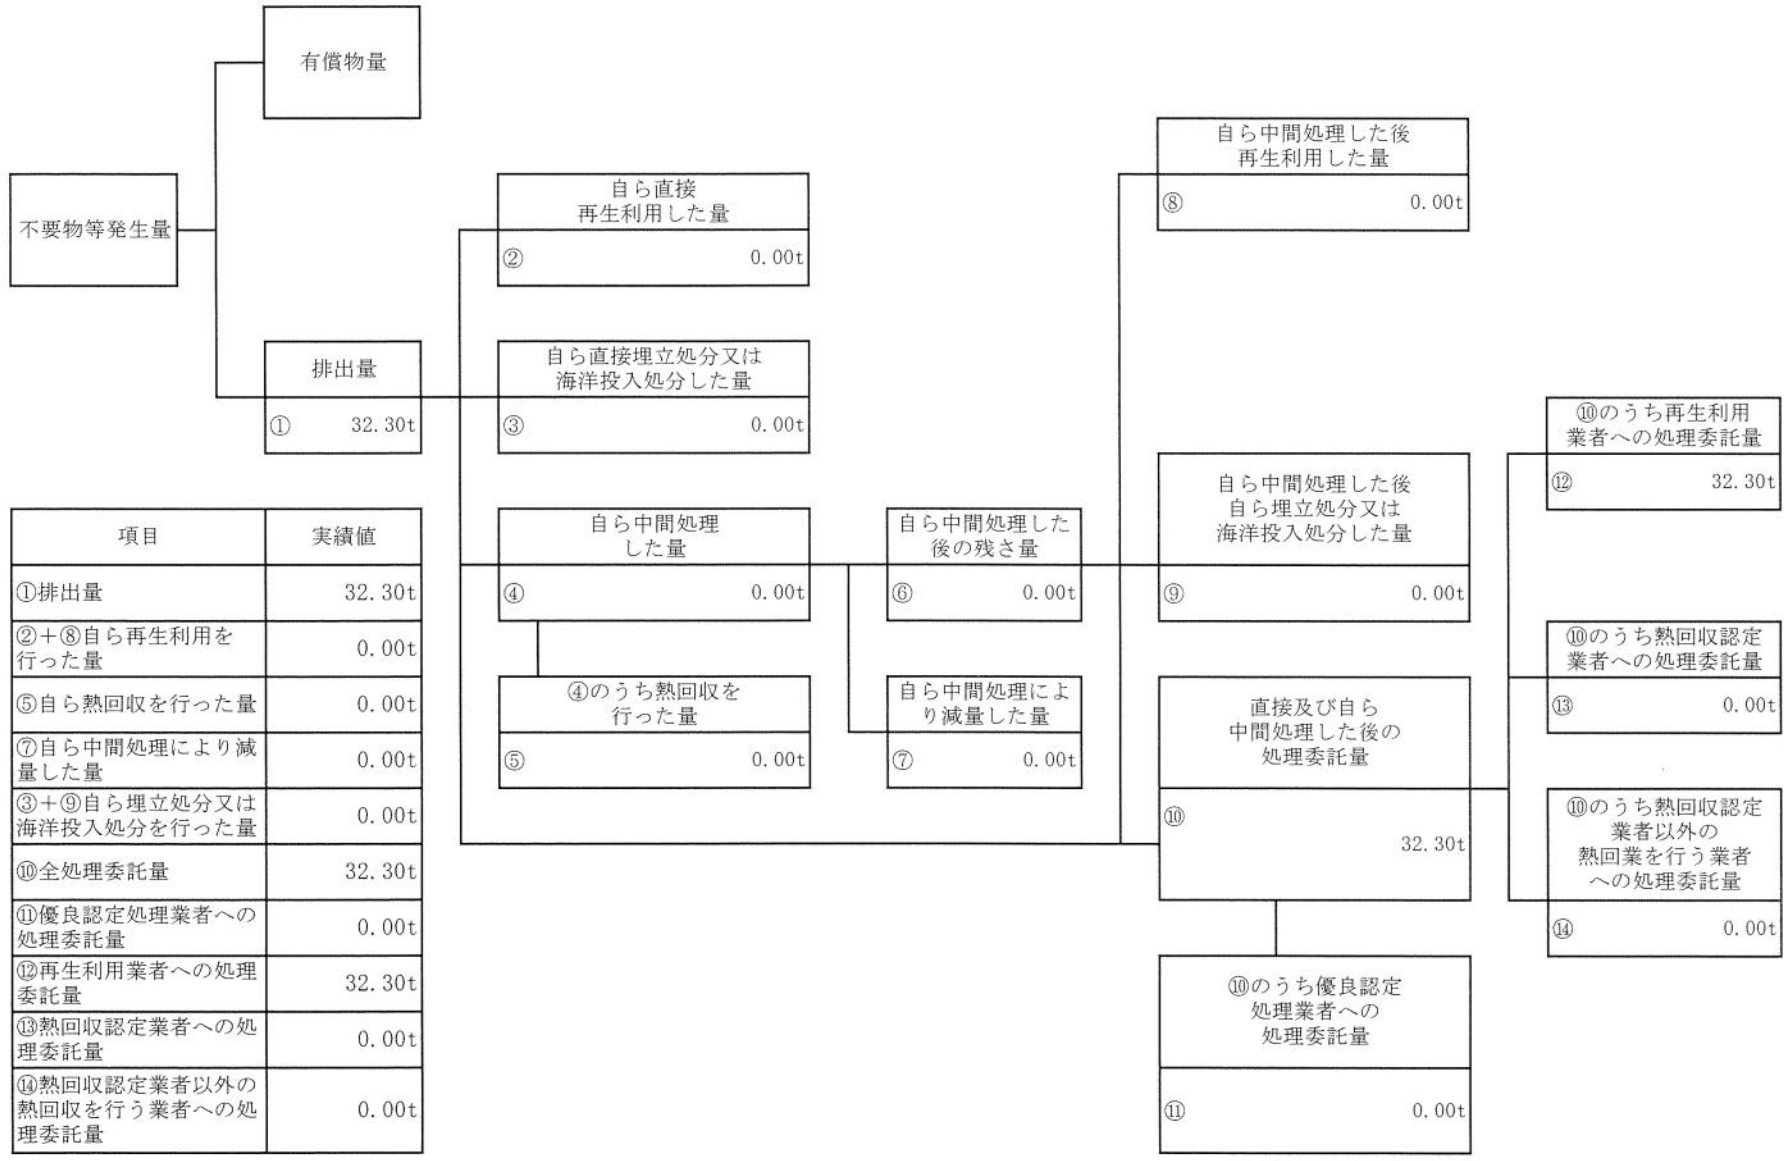 有償物量
不要物等発生量
排出量
① 32.30t
自ら直接
再生利用した量
② 0.00t
自ら直接埋立処分又は
海洋投入処分した量
③ 0.00t
自ら中間処理
した量
④ 0.00t
④のうち熱回収を
行った量
⑤ 0.00t
自ら中間処理した
後の残さ量
⑥ 0.00t
自ら中間処理によ
り減量した量
⑦ 0.00t
自ら中間処理した後
再生利用した量
⑧ 0.00t
自ら中間処理した後
自ら埋立処分又は
海洋投入処分した量
⑨ 0.00t
直接及び自ら
中間処理した後の
処理委託量
⑩
32.30t
⑩のうち優良認定
処理業者への
処理委託量
⑪ 0.00t
⑩のうち再生利用
業者への処理委託量
⑫ 32.30t
⑩のうち熱回収認定
業者への処理委託量
⑬ 0.00t
⑩のうち熱回収認定
業者以外の
熱回業を行う業者
への処理委託量
⑭ 0.00t
項目 実績値
①排出量 32.30t
②＋⑧自ら再生利用を
行った量 0.00t
⑤自ら熱回収を行った量 0.00t
⑦自ら中間処理により減
量した量 0.00t
③＋⑨自ら埋立処分又は
海洋投入処分を行った量 0.00t
⑩全処理委託量 32.30t
⑪優良認定処理業者への
処理委託量 0.00t
⑫再生利用業者への処理
委託量 32.30t
⑬熱回収認定業者への処
理委託量 0.00t
⑭熱回収認定業者以外の
熱回収を行う業者への処
理委託量 0.00t